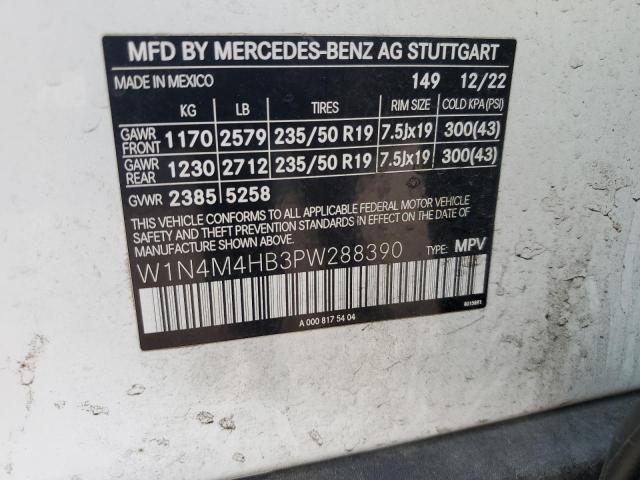 MFD BY MERCEDES-BENZ AG STUTTGART
MADE IN MEXICO 149 12/22
KG LB TIRES RIM SIZE COLD KPA(PSI)
GAWR FRONT 1170 2579 235/50 R19 7.5Jx19 300(43)
GAWR REAR 1230 2712 235/50 R19 7.5Jx19 300(43)
GVWR 2385 5258
THIS VEHICLE CONFORMS TO ALL APPLICABLE FEDERAL MOTOR VEHICLE
SAFETY AND THEFT PREVENTION STANDARDS IN EFFECT ON THE
DATE OF MANUFACTURE SHOWN ABOVE.
W1N4M4HB3PW288390 TYPE: MPV
A 000 817 54 04